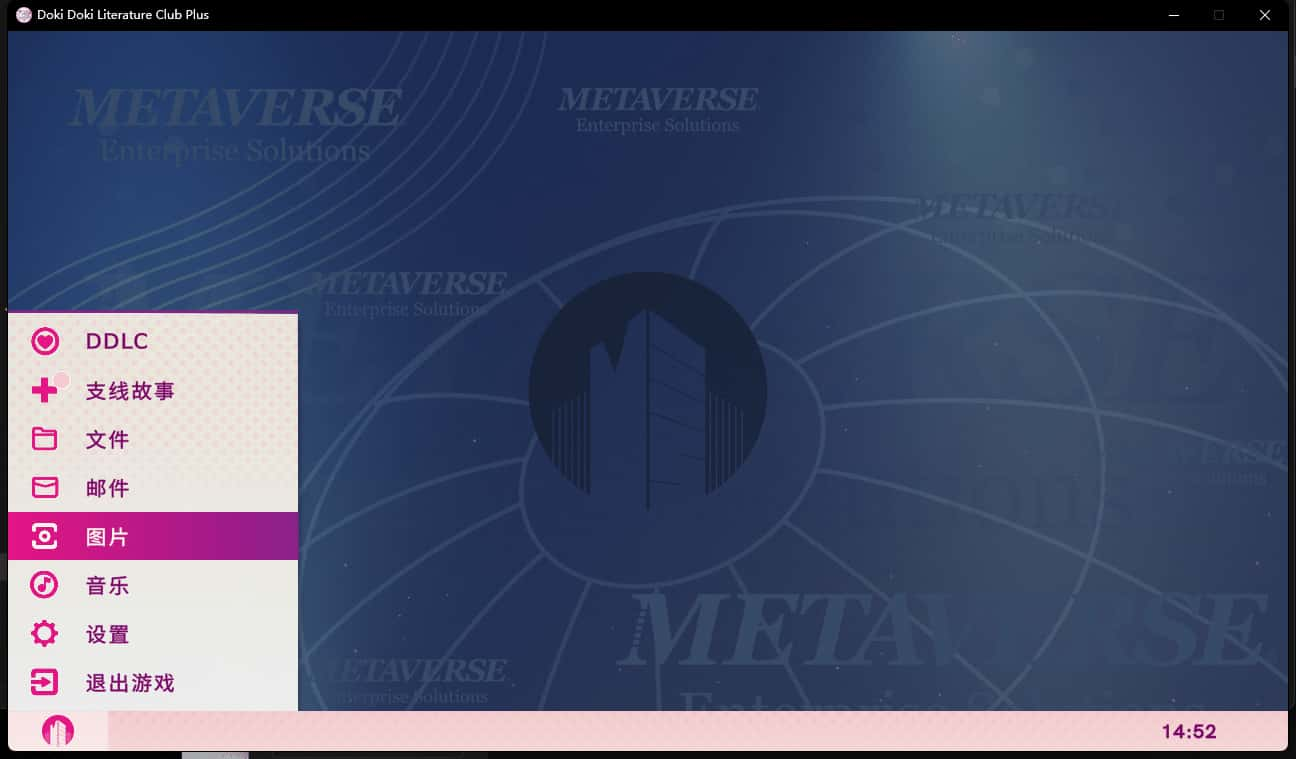 Doki Doki Literature Club Plus
METAVERSE
Enterprise Solutions
METAVERSE
Enterprise Solutions
METAVERSE
Enterprise Solutions
METAVERSE
Enterprise Solutions
DDLC
支线故事
文件
邮件
图片
音乐
设置
退出游戏
METAVERSE
Enterprise Solutions
METAVERSE
Enterprise
14:52